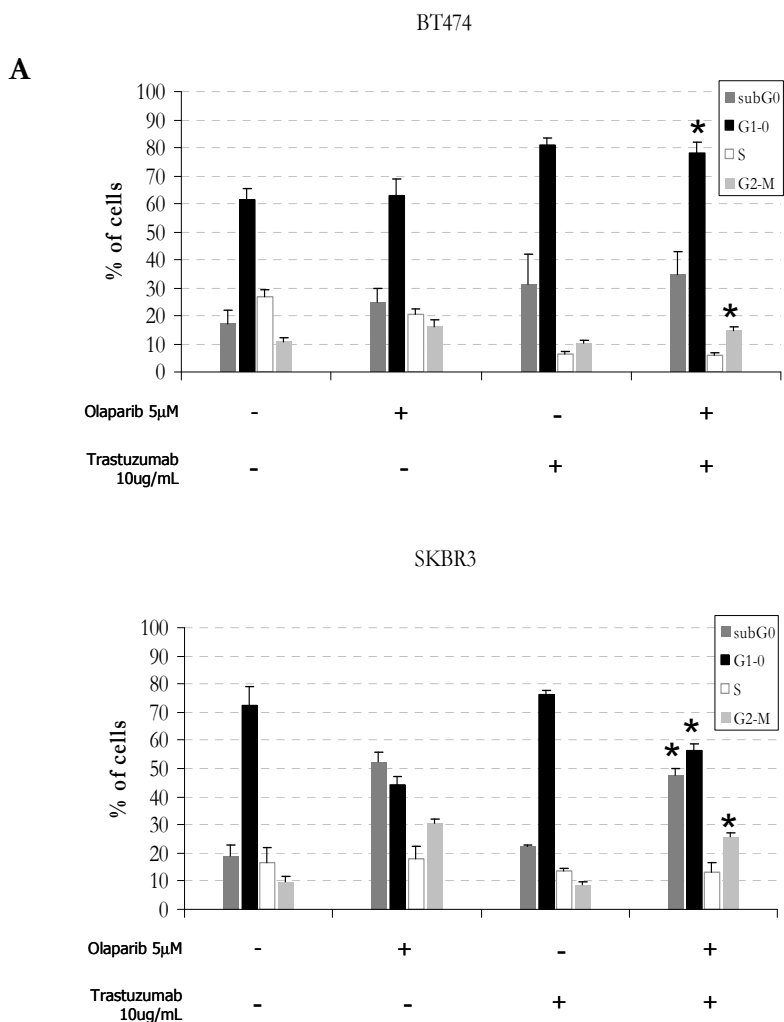 BT474
A
100
90
80
70
60
50
40
30
20
10
0
% of cells
subG0
G1-0
S
G2-M
*
*
Olaparib 5µM - + - +
Trastuzumab
10ug/mL - - + +
SKBR3
100
90
80
70
60
50
40
30
20
10
0
% of cells
subG0
G1-0
S
G2-M
* * *
Olaparib 5µM - + - +
Trastuzumab
10ug/mL - - + +